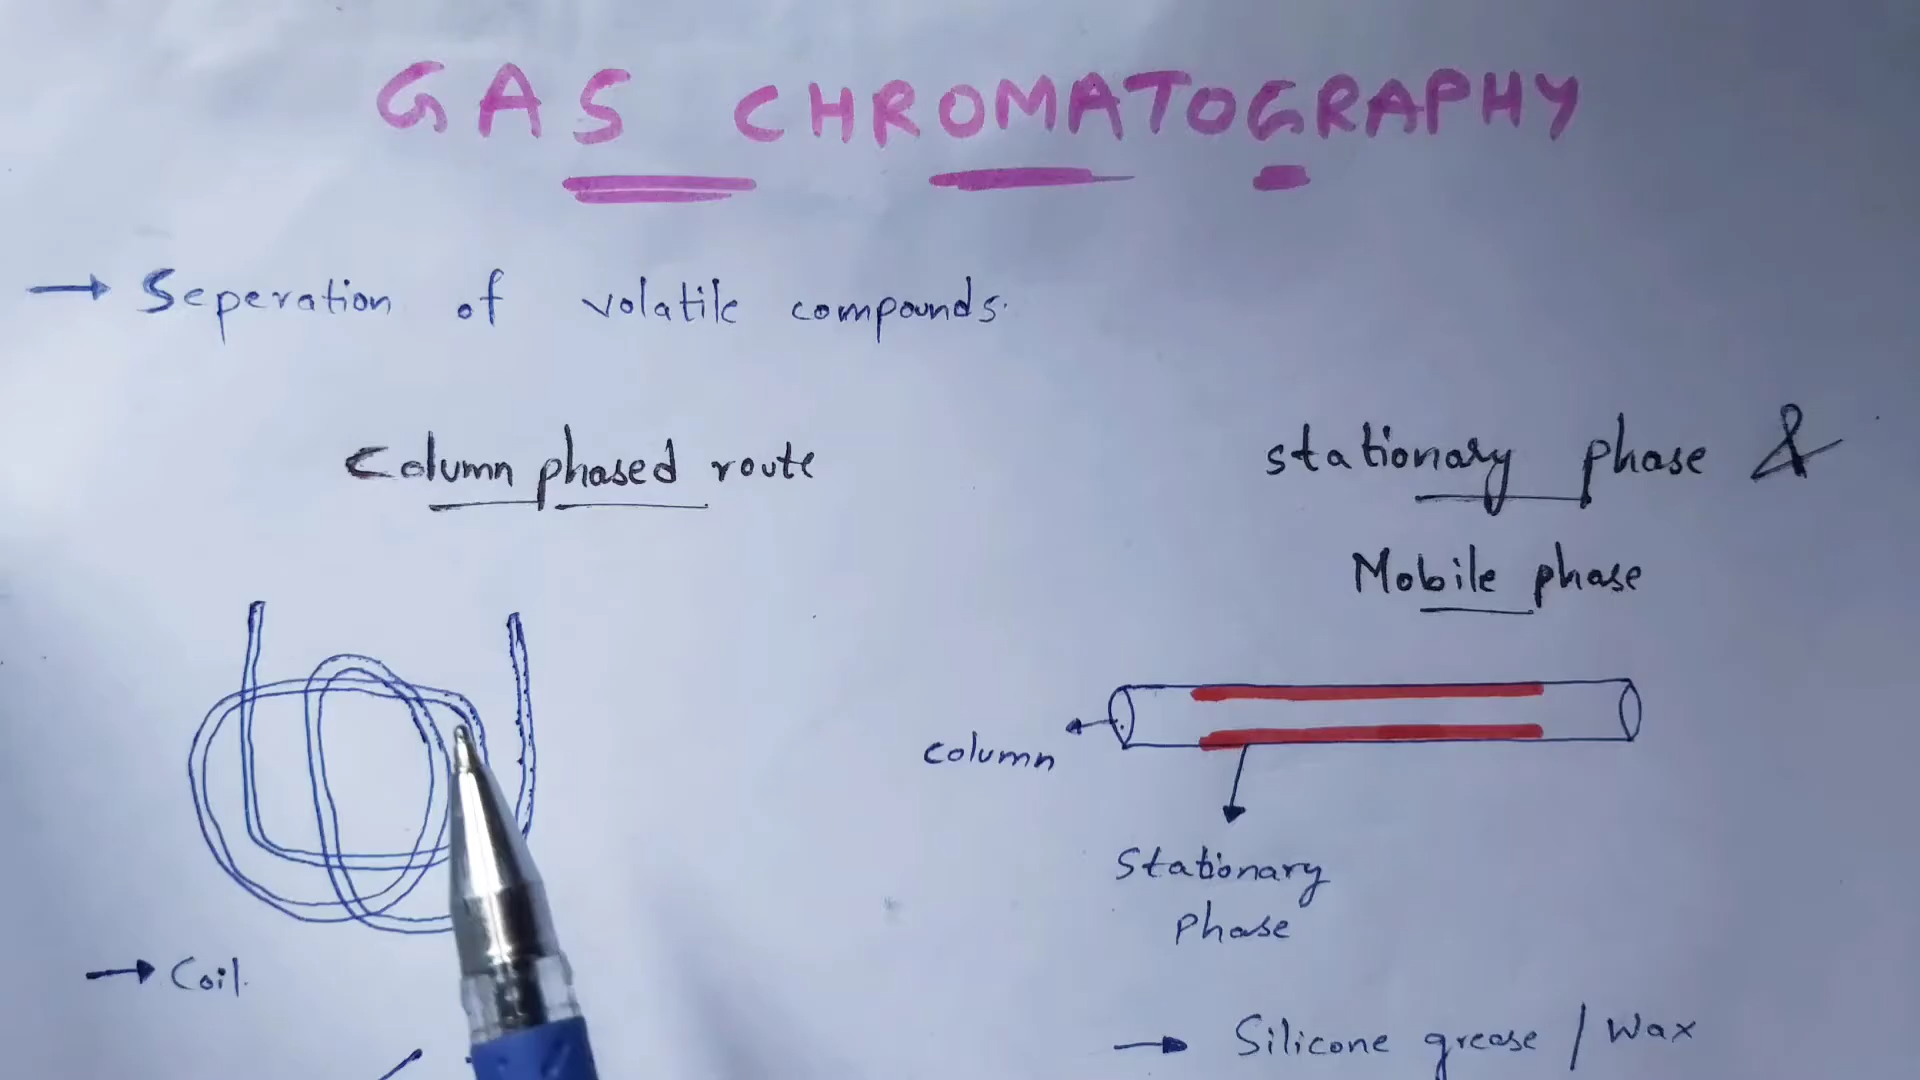 GAS CHROMATOGRAPHY
→ Seperation of volatile compounds.
Column phased route
stationary phase &
Mobile phase
column
Stationary
phase
→ Coil.
→ Silicone grease / Wax